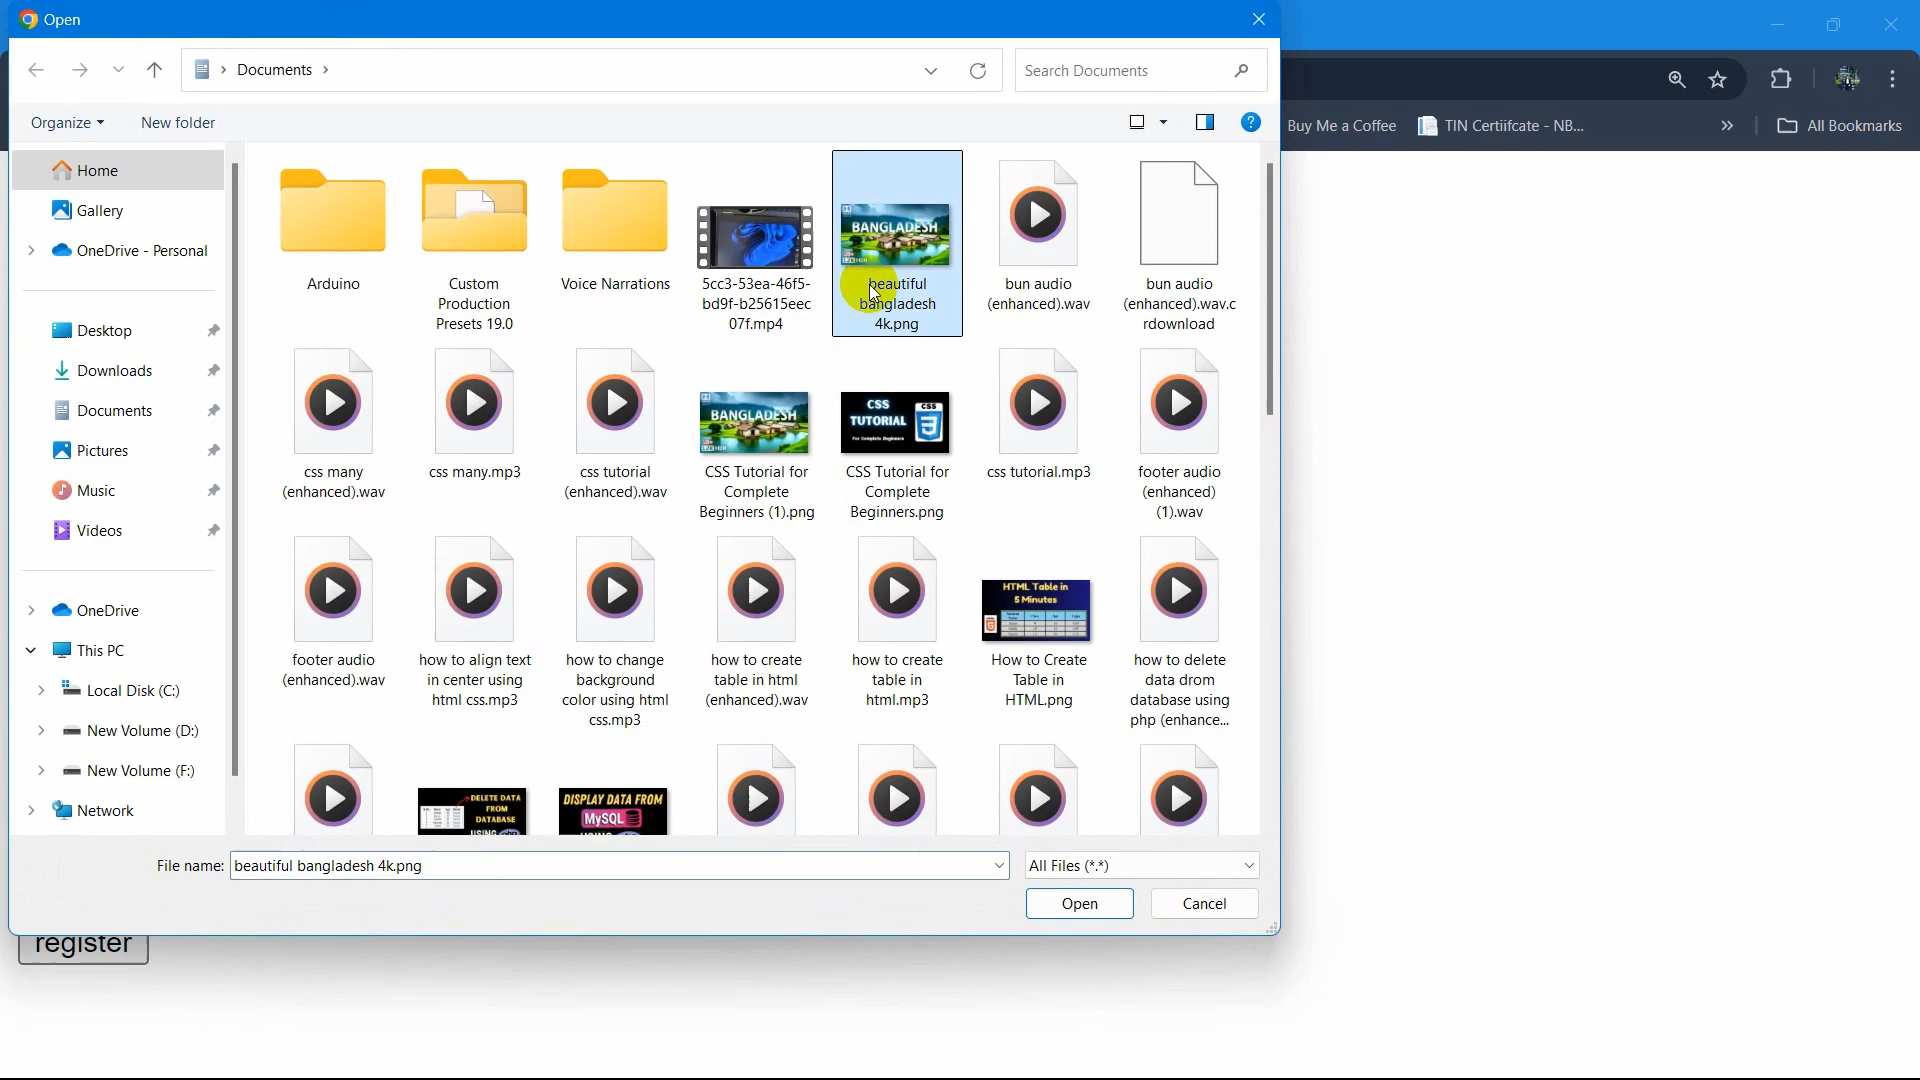 Open
Documents
Search Documents
Organize
New folder
Buy Me a Coffee
TIN Certiifcate - NB...
All Bookmarks
Home
Gallery
OneDrive - Personal
Desktop
Downloads
Documents
Pictures
Music
Videos
OneDrive
This PC
Local Disk (C:)
New Volume (D:)
New Volume (F:)
Network
Arduino
Custom
Production
Presets 19.0
Voice Narrations
5cc3-53ea-46f5-
bd9f-b25615eec
07f.mp4
BANGLADESH
beautiful
bangladesh
4k.png
bun audio
(enhanced).wav
bun audio
(enhanced).wav.c
rdownload
css many
(enhanced).wav
css many.mp3
css tutorial
(enhanced).wav
BANGLADESH
CSS Tutorial for
Complete
Beginners (1).png
CSS
TUTORIAL
For Complete Beginners
CSS
CSS Tutorial for
Complete
Beginners.png
css tutorial.mp3
footer audio
(enhanced)
(1).wav
footer audio
(enhanced).wav
how to align text
in center using
html css.mp3
how to change
background
color using html
css.mp3
how to create
table in html
(enhanced).wav
how to create
table in
html.mp3
HTML Table in
5 Minutes
How to Create
Table in
HTML.png
how to delete
data drom
database using
php (enhance...
DELETE DATA
FROM
DATABASE
USING
DISPLAY DATA FROM
MySQL
File name:
beautiful bangladesh 4k.png
All Files (*.*)
Open
Cancel
register